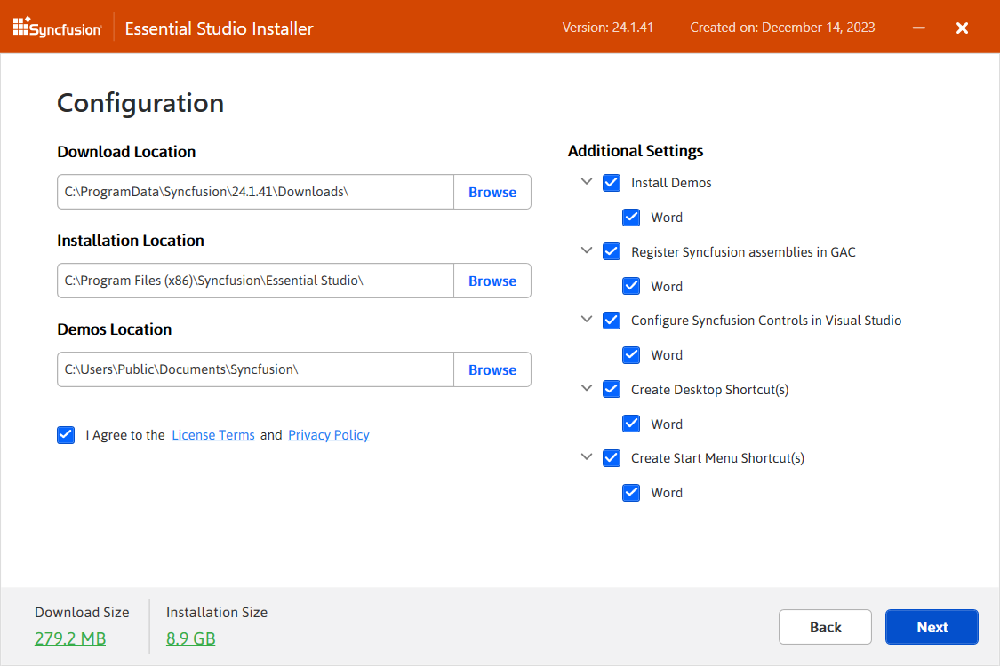 Syncfusion Essential Studio Installer Version: 24.1.41 Created on: December 14, 2023
Configuration
Download Location
C:\ProgramData\Syncfusion\24.1.41\Downloads\ Browse
Installation Location
C:\Program Files (x86)\Syncfusion\Essential Studio\ Browse
Demos Location
C:\Users\Public\Documents\Syncfusion\ Browse
I Agree to the License Terms and Privacy Policy
Additional Settings
Install Demos
Word
Register Syncfusion assemblies in GAC
Word
Configure Syncfusion Controls in Visual Studio
Word
Create Desktop Shortcut(s)
Word
Create Start Menu Shortcut(s)
Word
Download Size Installation Size
279.2 MB 8.9 GB
Back Next